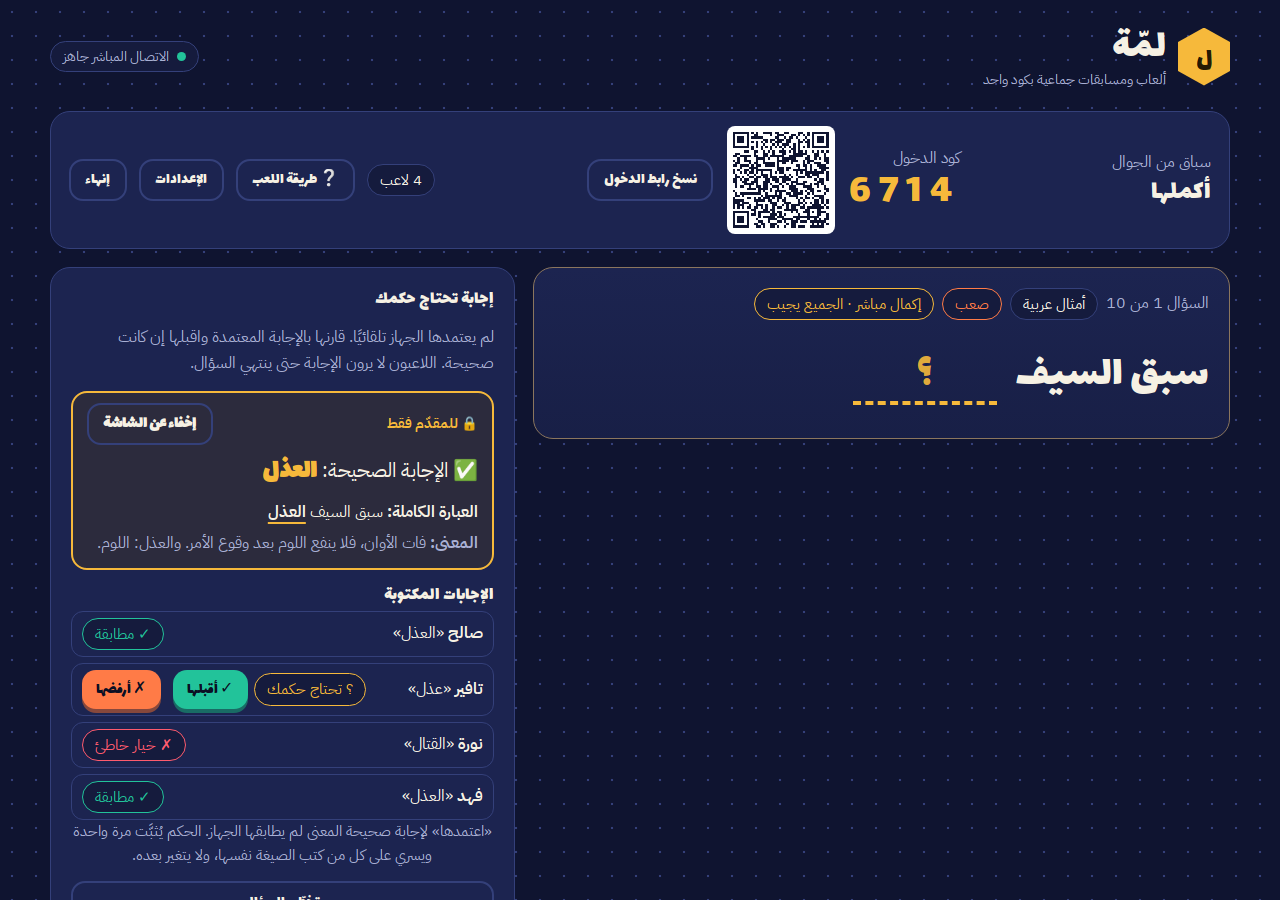 ل
لمّة
ألعاب ومسابقات جماعية بكود واحد
الاتصال المباشر جاهز
سباق من الجوال
أكملها
كود الدخول
6714
نسخ رابط الدخول
4 لاعب
❔ طريقة اللعب
الإعدادات
إنهاء
السؤال 1 من 10
أمثال عربية
صعب
إكمال مباشر · الجميع يجيب
سبق السيف ؟
إجابة تحتاج حكمك
لم يعتمدها الجهاز تلقائيًا. قارنها بالإجابة المعتمدة واقبلها إن كانت
صحيحة. اللاعبون لا يرون الإجابة حتى ينتهي السؤال.
🔒 للمقدّم فقط
إخفاء عن الشاشة
✅ الإجابة الصحيحة: العذل
العبارة الكاملة: سبق السيف العذل
المعنى: فات الأوان، فلا ينفع اللوم بعد وقوع الأمر. والعذل: اللوم.
الإجابات المكتوبة
صالح «العذل»
✓ مطابقة
تافير «عذل»
؟ تحتاج حكمك
✓ أقبلها
✗ أرفضها
نورة «القتال»
✗ خيار خاطئ
فهد «العذل»
✓ مطابقة
«اعتمدها» لإجابة صحيحة المعنى لم يطابقها الجهاز. الحكم يُثبَّت مرة واحدة
ويسري على كل من كتب الصيغة نفسها، ولا يتغير بعده.